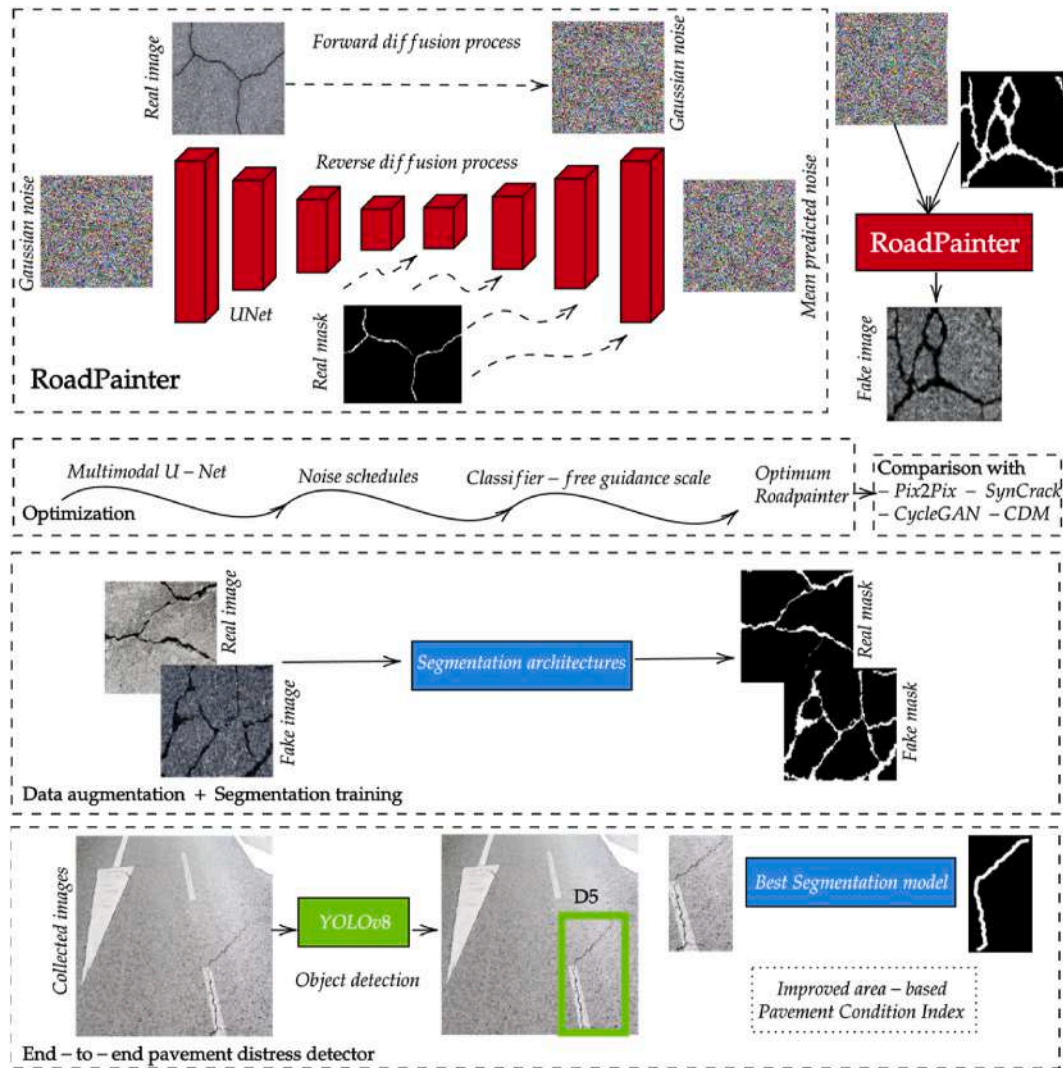 Real image
Forward diffusion process
Gaussian noise
Reverse diffusion process
Gaussian noise
UNet
Real mask
Mean predicted noise
RoadPainter
RoadPainter
Fake image
Multimodal U – Net
Noise schedules
Classifier – free guidance scale
Optimum
Roadpainter
Optimization
Comparison with
– Pix2Pix – SynCrack
– CycleGAN – CDM
Real image
Fake image
Segmentation architectures
Real mask
Fake mask
Data augmentation + Segmentation training
Collected images
YOLOv8
Object detection
D5
Best Segmentation model
Improved area – based
Pavement Condition Index
End – to – end pavement distress detector